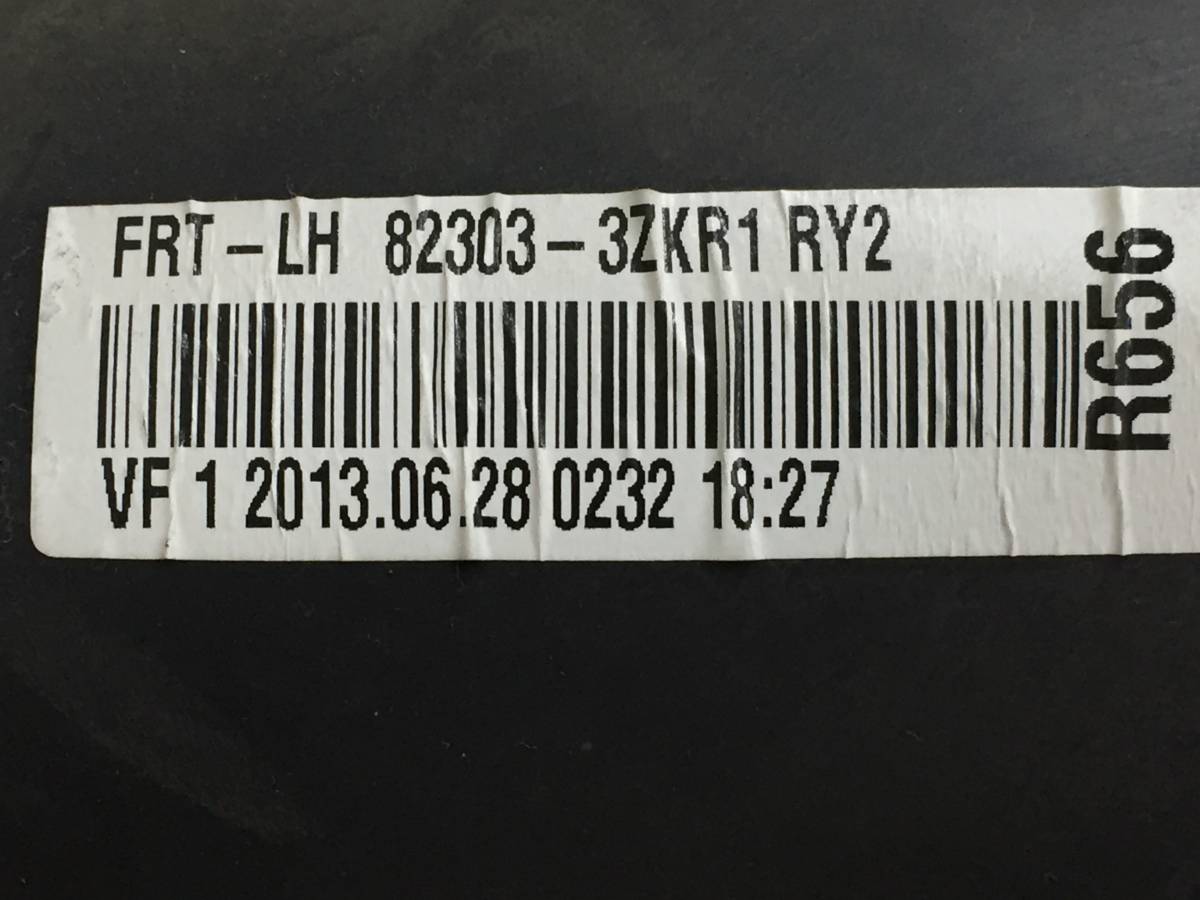 FRT-LH 82303-3ZKR1 RY2
VF 1 2013.06.28 0232 18:27
R656